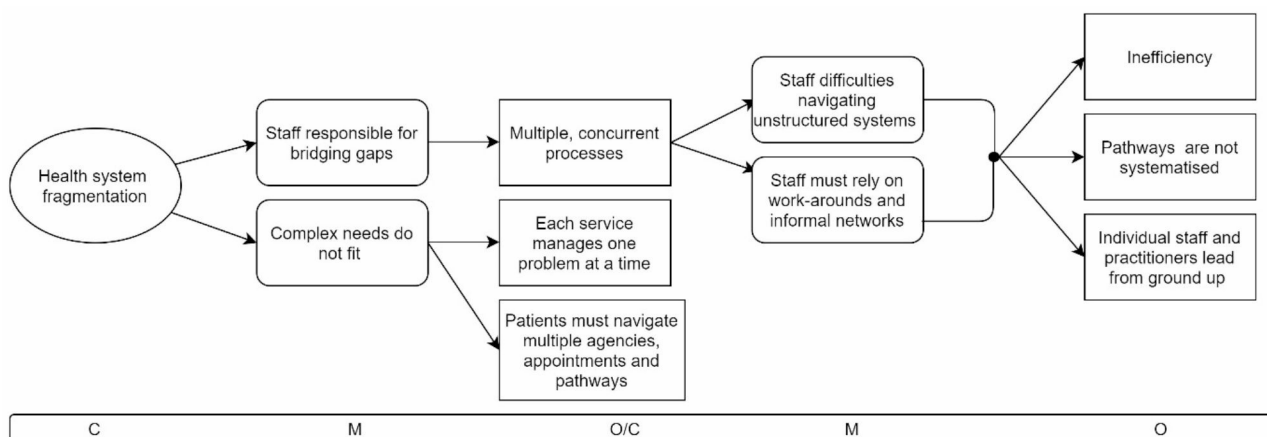 Health system
fragmentation
Staff responsible for
bridging gaps
Complex needs do
not fit
Multiple, concurrent
processes
Each service
manages one
problem at a time
Patients must navigate
multiple agencies,
appointments and
pathways
Staff difficulties
navigating
unstructured systems
Staff must rely on
work-arounds and
informal networks
Inefficiency
Pathways are not
systematised
Individual staff and
practitioners lead
from ground up
C M O/C M O